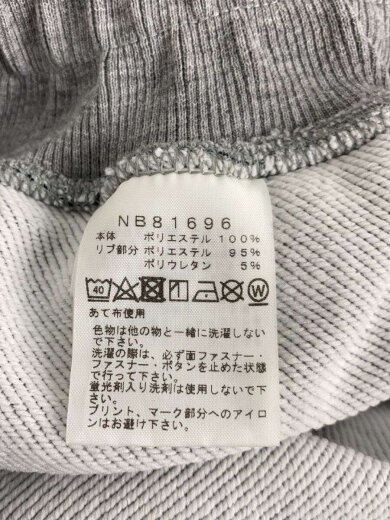 NB81696
本体 ポリエステル 100%
リブ部分 ポリエステル 95%
ポリウレタン 5%
40 W
あて布使用
色物は他の物と一緒に洗濯しない
で下さい。
洗濯の際は、必ず面ファスナー・
ファスナー・ボタンを止めた状態
で行って下さい。
蛍光剤入り洗剤は使用しないで下
さい。
プリント、マーク部分へのアイロ
ンはお避け下さい。